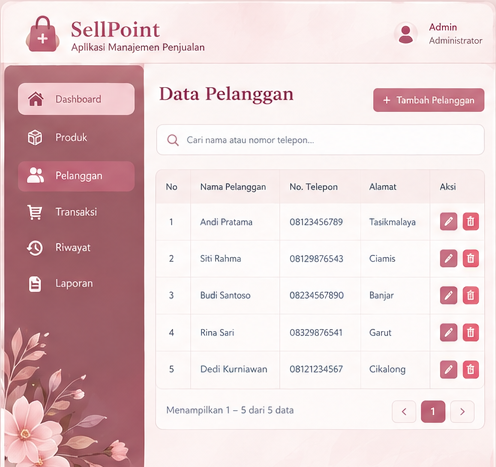 SellPoint
Aplikasi Manajemen Penjualan
Admin
Administrator
Dashboard
Produk
Pelanggan
Transaksi
Riwayat
Laporan
Data Pelanggan
+ Tambah Pelanggan
Cari nama atau nomor telepon...
No Nama Pelanggan No. Telepon Alamat Aksi
1 Andi Pratama 08123456789 Tasikmalaya
2 Siti Rahma 08129876543 Ciamis
3 Budi Santoso 08234567890 Banjar
4 Rina Sari 08329876541 Garut
5 Dedi Kurniawan 08121234567 Cikalong
Menampilkan 1 – 5 dari 5 data
< 1 >